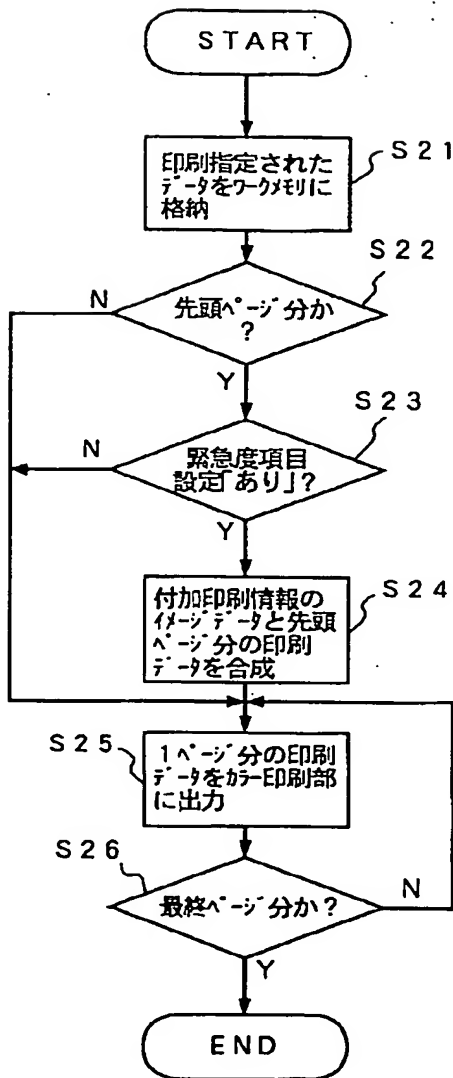 START
S21
印刷指定された
データをワークメモリに
格納
S22
N
先頭ページ分か
?
Y
S23
N
緊急度項目
設定「あり」?
Y
S24
付加印刷情報の
イメージデータと先頭
ページ分の印刷
データを合成
S25
1ページ分の印刷
データをカラー印刷部
に出力
S26
最終ページ分か?
N
Y
END